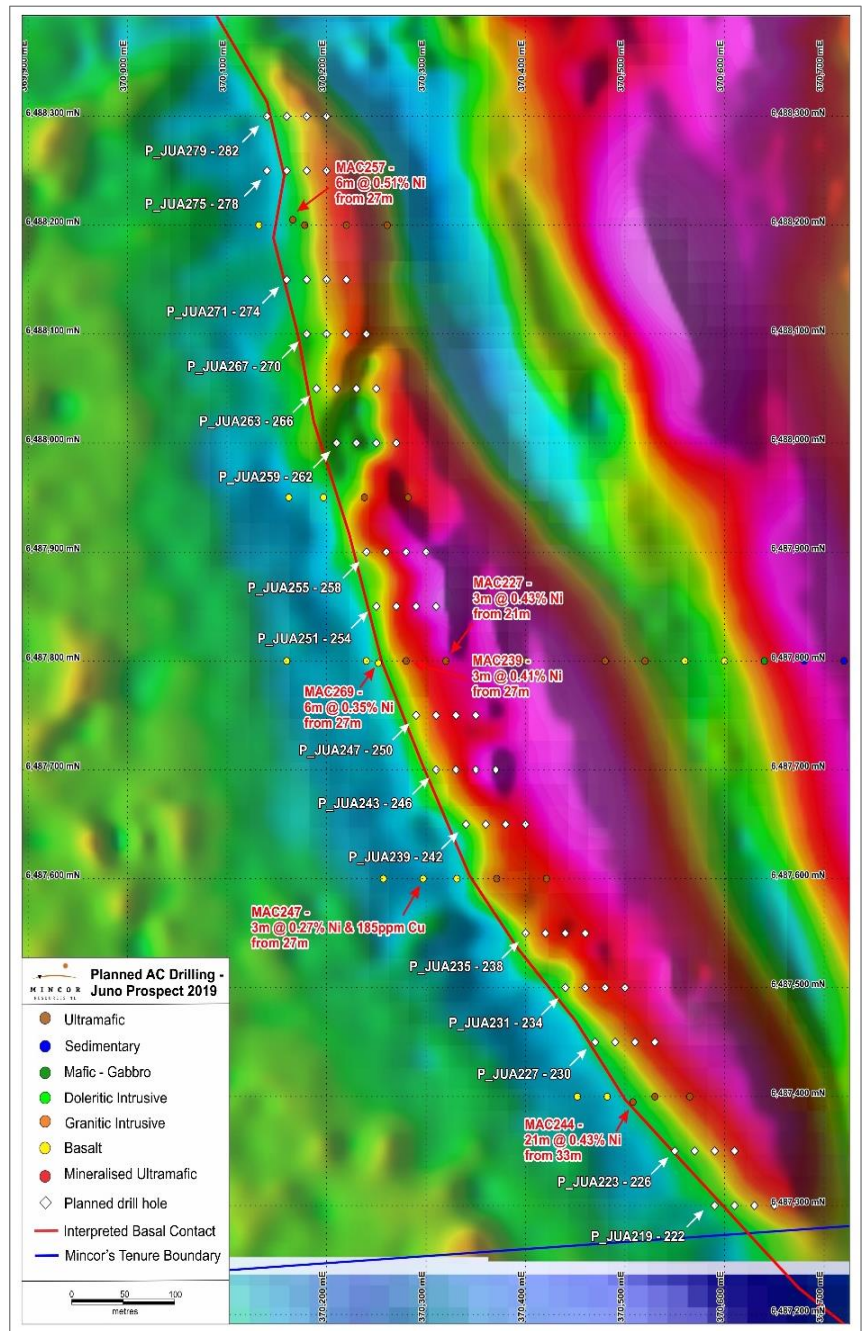 370,000 mE
370,100 mE
370,200 mE
370,300 mE
370,400 mE
370,500 mE
370,600 mE
370,700 mE
6,488,300 mN
6,488,300 mN
P_JUA279 - 282
MAC257 -
6m @ 0.51% Ni
from 27m
P_JUA275 - 278
6,488,200 mN
6,488,200 mN
P_JUA271 - 274
6,488,100 mN
6,488,100 mN
P_JUA267 - 270
P_JUA263 - 266
6,488,000 mN
6,488,000 mN
P_JUA259 - 262
6,487,900 mN
6,487,900 mN
P_JUA255 - 258
MAC227 -
3m @ 0.43% Ni
from 21m
P_JUA251 - 254
6,487,800 mN
6,487,800 mN
MAC239 -
3m @ 0.41% Ni
from 27m
MAC269 -
6m @ 0.35% Ni
from 27m
P_JUA247 - 250
6,487,700 mN
6,487,700 mN
P_JUA243 - 246
P_JUA239 - 242
6,487,600 mN
6,487,600 mN
MAC247 -
3m @ 0.27% Ni & 185ppm Cu
from 27m
P_JUA235 - 238
6,487,500 mN
6,487,500 mN
P_JUA231 - 234
P_JUA227 - 230
6,487,400 mN
6,487,400 mN
MAC244 -
21m @ 0.43% Ni
from 33m
P_JUA223 - 226
6,487,300 mN
P_JUA219 - 222
6,487,200 mN
370,200 mE
370,300 mE
370,400 mE
370,500 mE
370,600 mE
MINCOR
Planned AC Drilling -
Juno Prospect 2019
Ultramafic
Sedimentary
Mafic - Gabbro
Doleritic Intrusive
Granitic Intrusive
Basalt
Mineralised Ultramafic
Planned drill hole
Interpreted Basal Contact
Mincor's Tenure Boundary
0 50 100
metres